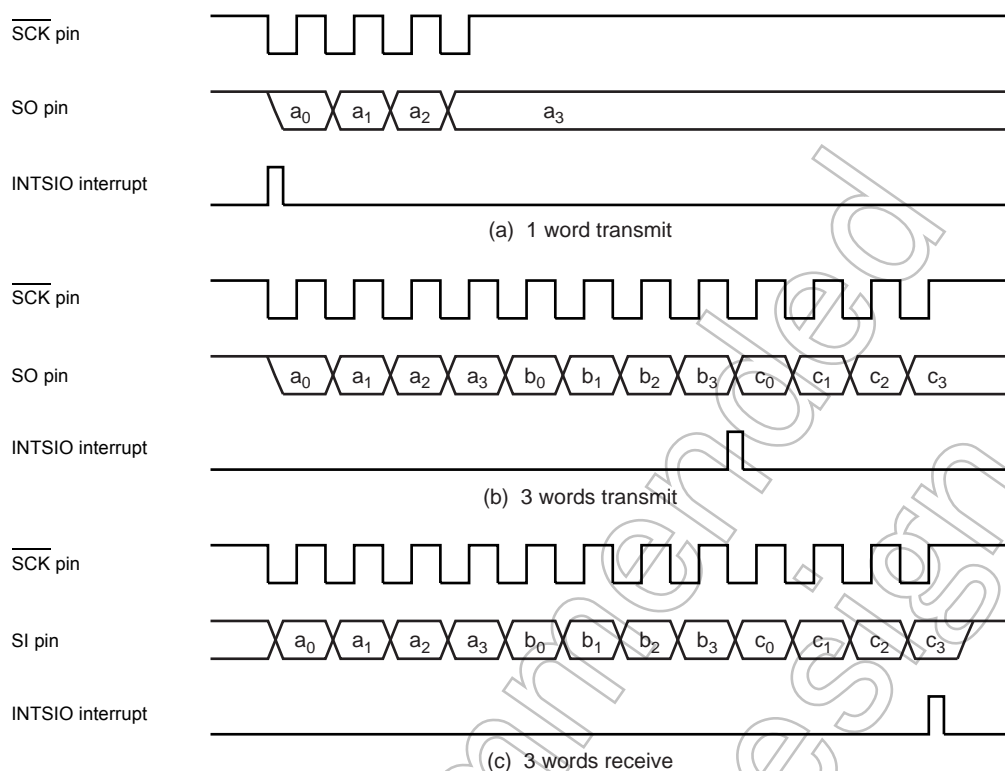 SCK pin
SO pin
a0 a1 a2 a3
INTSIO interrupt
(a) 1 word transmit
SCK pin
SO pin
a0 a1 a2 a3 b0 b1 b2 b3 c0 c1 c2 c3
INTSIO interrupt
(b) 3 words transmit
SCK pin
SI pin
a0 a1 a2 a3 b0 b1 b2 b3 c0 c1 c2 c3
INTSIO interrupt
(c) 3 words receive
mmended
esign